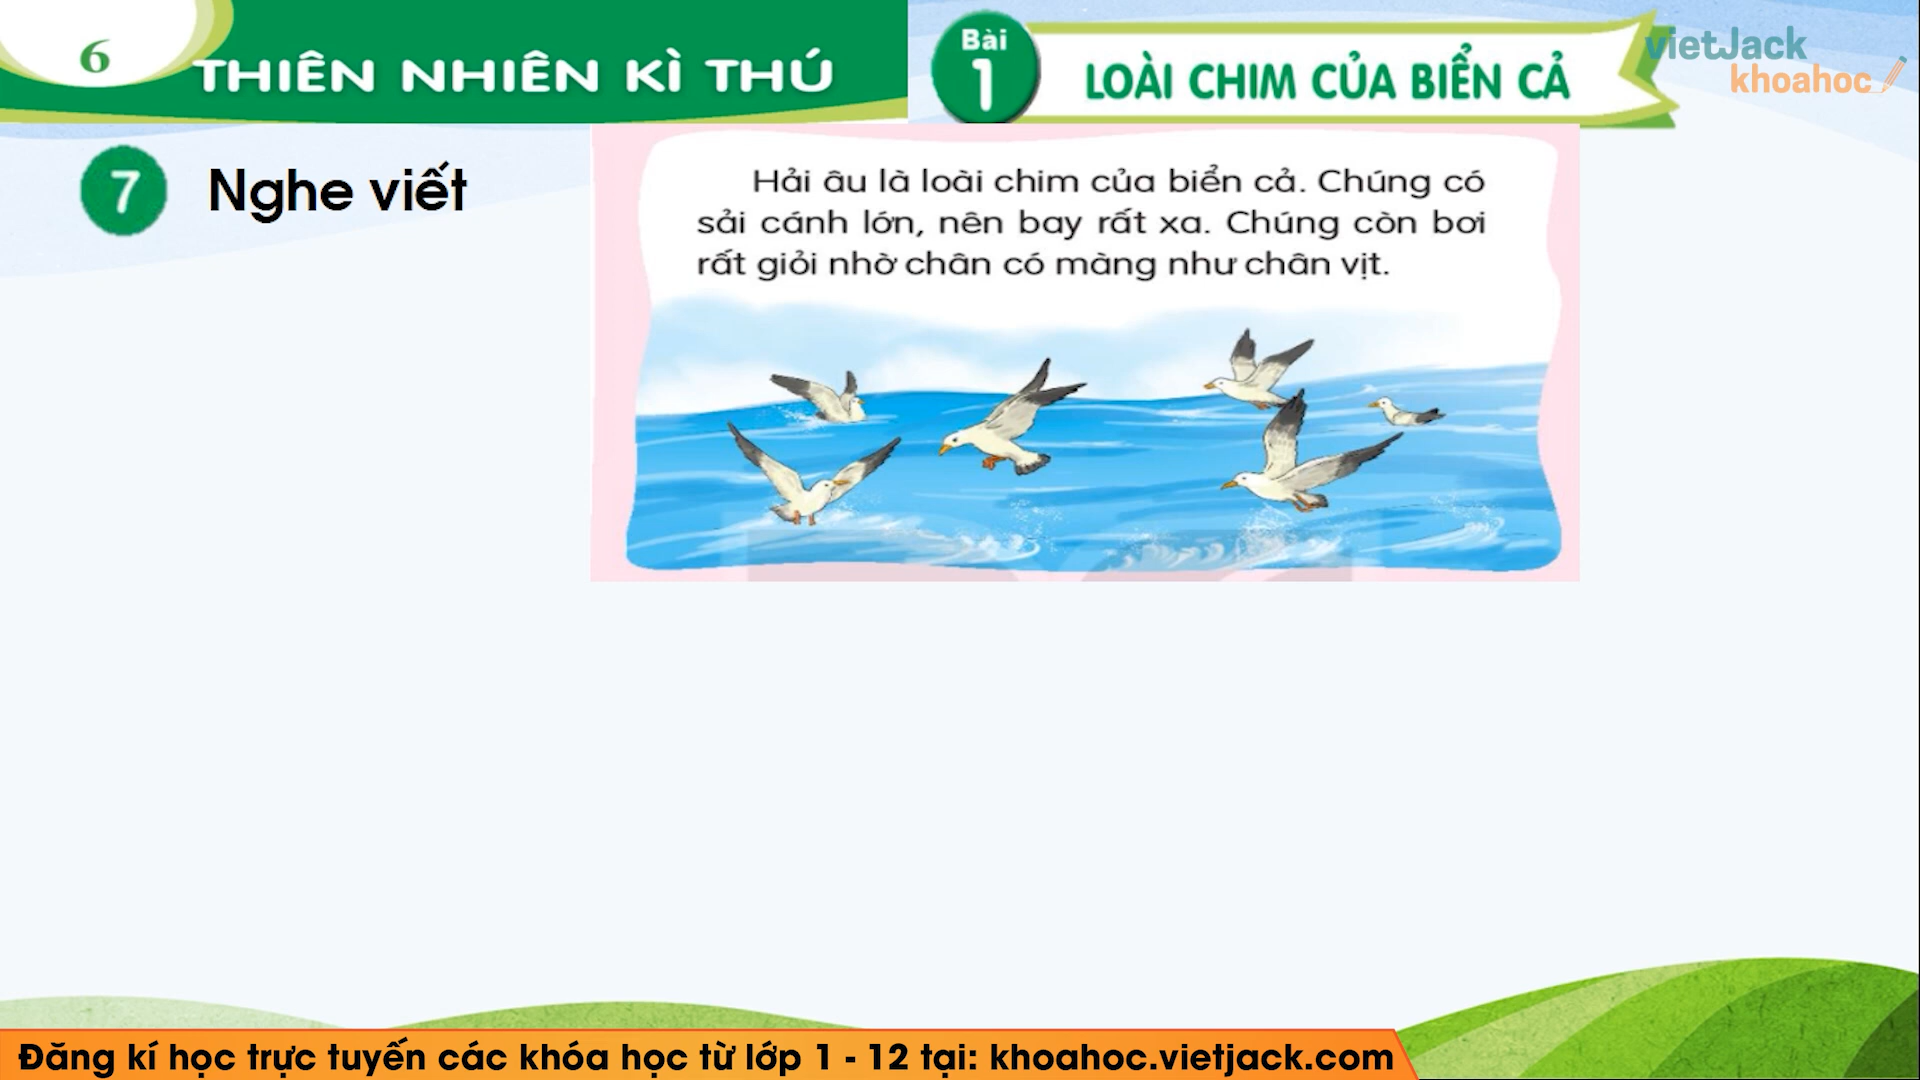 6
THIÊN NHIÊN KÌ THÚ
Bài
1
LOÀI CHIM CỦA BIỂN CẢ
vietJack
khoahoc
7
Nghe viết
Hải âu là loài chim của biển cả. Chúng có
sải cánh lớn, nên bay rất xa. Chúng còn bơi
rất giỏi nhờ chân có màng như chân vịt.
Đăng kí học trực tuyến các khóa học từ lớp 1 - 12 tại: khoahoc.vietjack.com